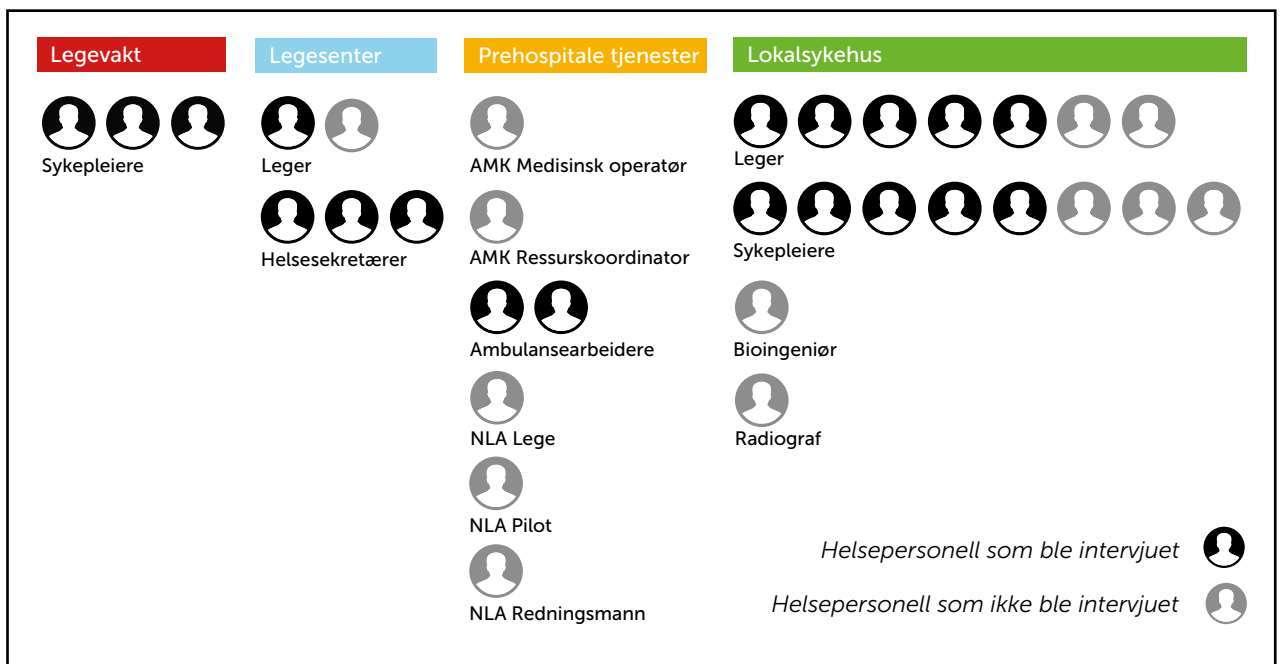 Legevakt
Sykepleiere
Legesenter
Leger
Helsesekretærer
Prehospitale tjenester
AMK Medisinsk operatør
AMK Ressurskoordinator
Ambulansearbeidere
NLA Lege
NLA Pilot
NLA Redningsmann
Lokalsykehus
Leger
Sykepleiere
Bioingeniør
Radiograf
Helsepersonell som ble intervjuet
Helsepersonell som ikke ble intervjuet